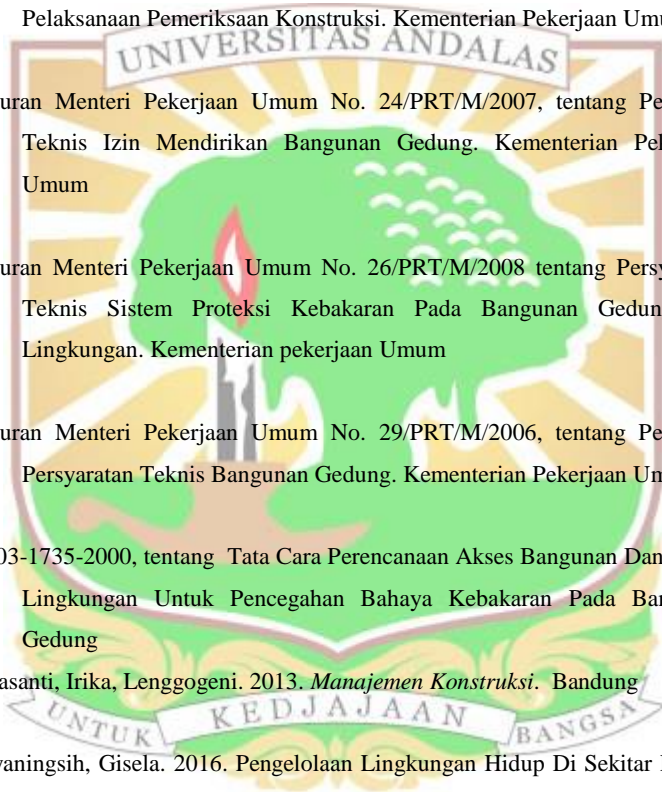 Pelaksanaan Pemeriksaan Konstruksi. Kementerian Pekerjaan Umu
UNIVERSITAS ANDALAS
uran Menteri Pekerjaan Umum No. 24/PRT/M/2007, tentang Pe
Teknis Izin Mendirikan Bangunan Gedung. Kementerian Pek
Umum
uran Menteri Pekerjaan Umum No. 26/PRT/M/2008 tentang Persy
Teknis Sistem Proteksi Kebakaran Pada Bangunan Gedun
Lingkungan. Kementerian pekerjaan Umum
uran Menteri Pekerjaan Umum No. 29/PRT/M/2006, tentang Pe
Persyaratan Teknis Bangunan Gedung. Kementerian Pekerjaan Um
03-1735-2000, tentang Tata Cara Perencanaan Akses Bangunan Dan
Lingkungan Untuk Pencegahan Bahaya Kebakaran Pada Ban
Gedung
asanti, Irika, Lenggogeni. 2013. Manajemen Konstruksi. Bandung
UNTUK KEDJAJAAN BANGSA
aningsih, Gisela. 2016. Pengelolaan Lingkungan Hidup Di Sekitar